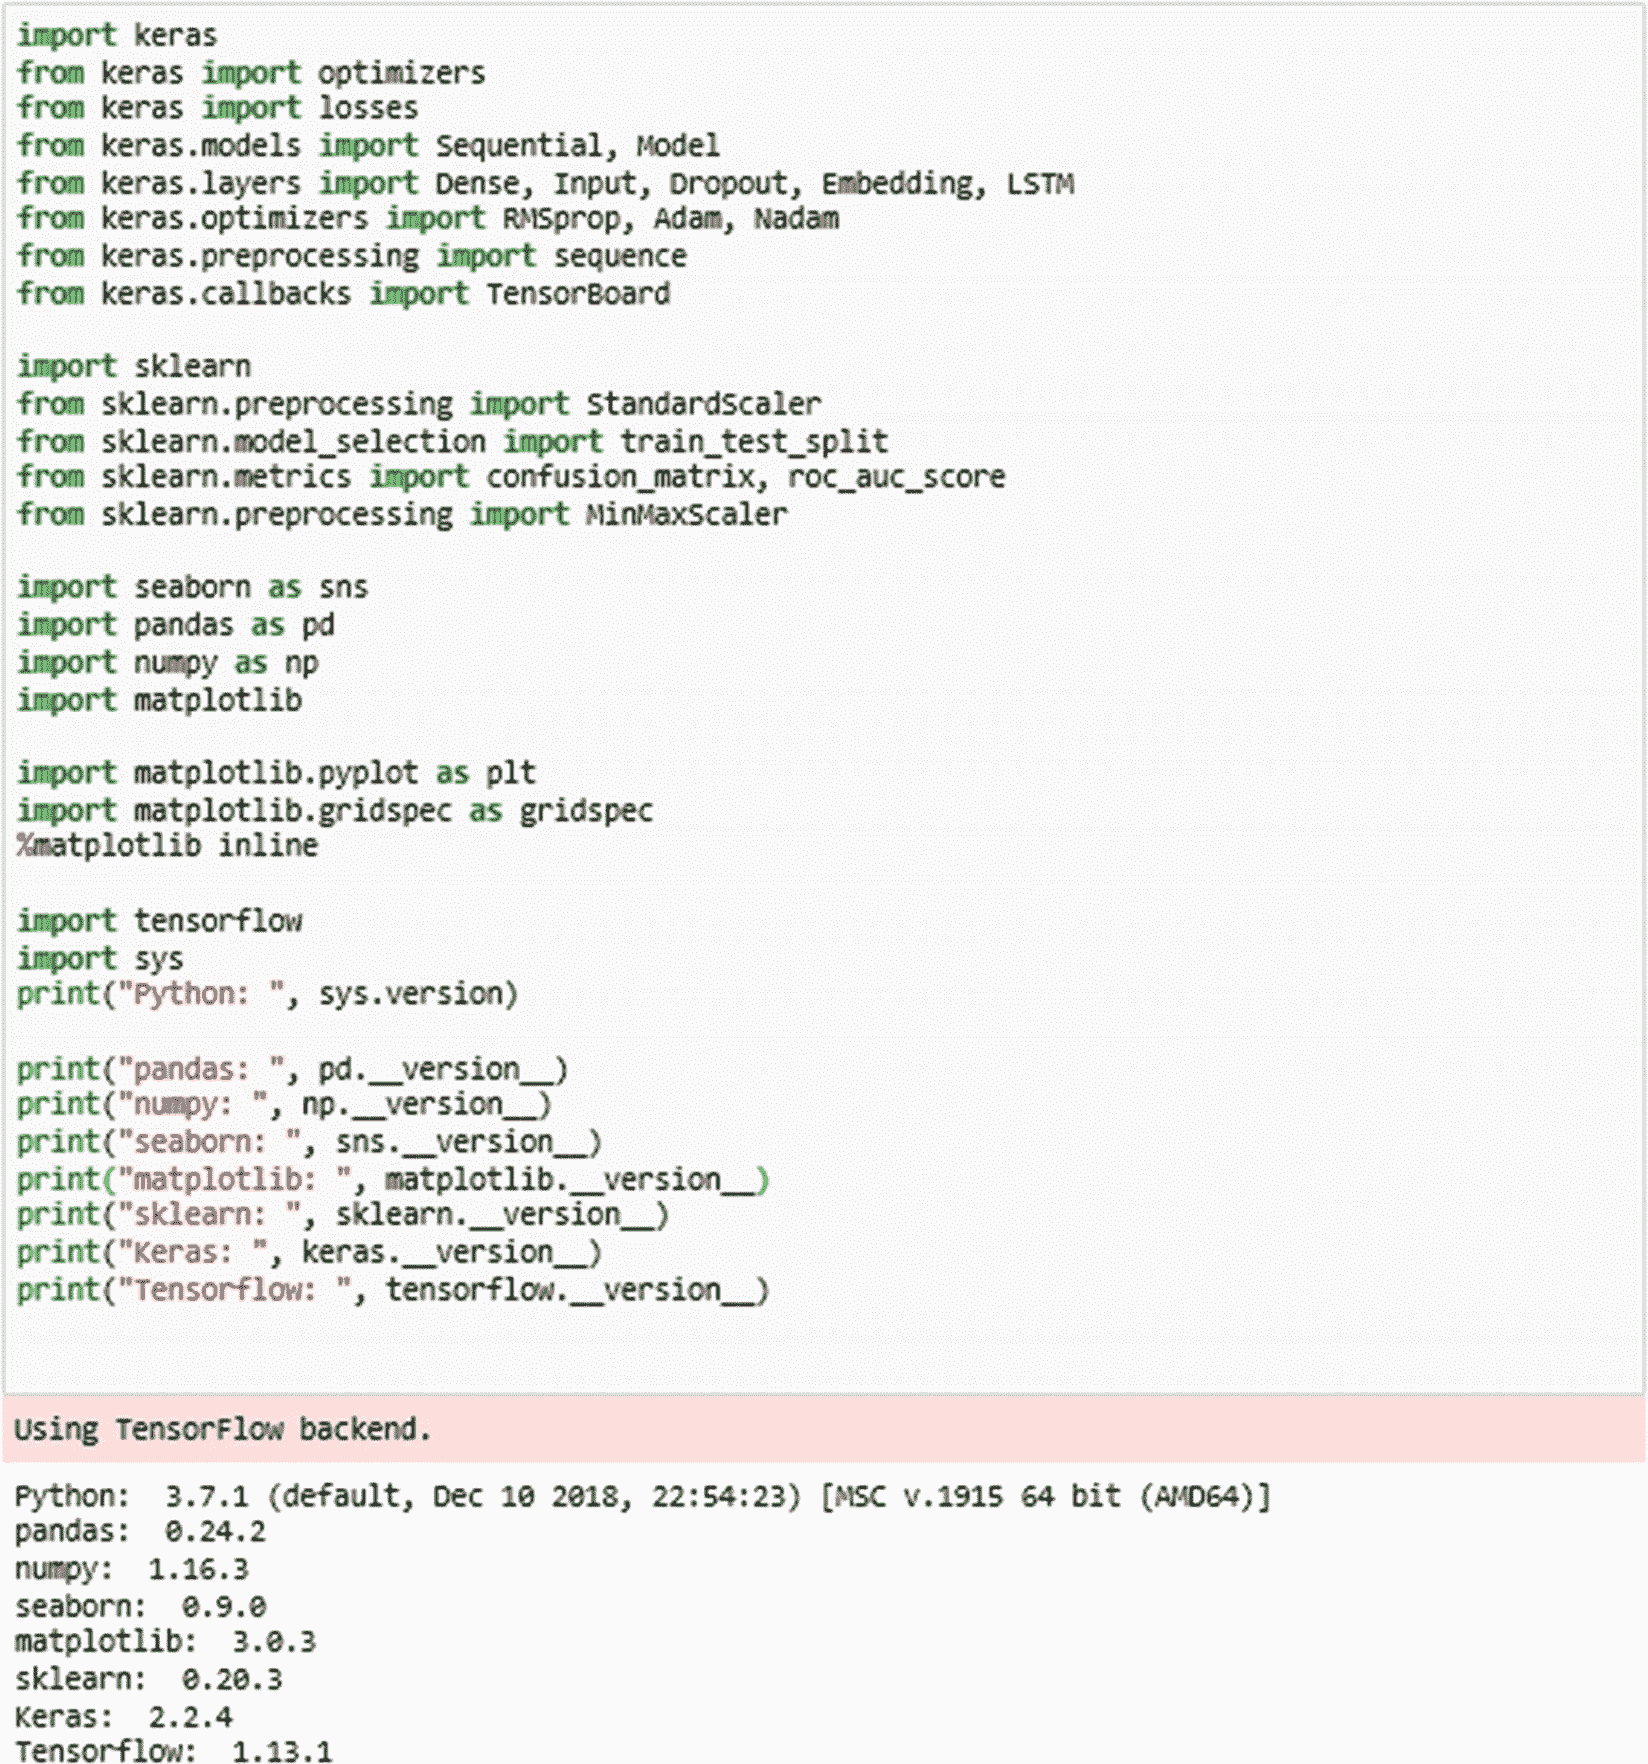 import keras
from keras import optimizers
from keras import losses
from keras.models import Sequential, Model
from keras.layers import Dense, Input, Dropout, Embedding, LSTM
from keras.optimizers import RMSprop, Adam, Nadam
from keras.preprocessing import sequence
from keras.callbacks import TensorBoard

import sklearn
from sklearn.preprocessing import StandardScaler
from sklearn.model_selection import train_test_split
from sklearn.metrics import confusion_matrix, roc_auc_score
from sklearn.preprocessing import MinMaxScaler

import seaborn as sns
import pandas as pd
import numpy as np
import matplotlib

import matplotlib.pyplot as plt
import matplotlib.gridspec as gridspec
%matplotlib inline

import tensorflow
import sys
print("Python: ", sys.version)

print("pandas: ", pd.__version__)
print("numpy: ", np.__version__)
print("seaborn: ", sns.__version__)
print("matplotlib: ", matplotlib.__version__)
print("sklearn: ", sklearn.__version__)
print("Keras: ", keras.__version__)
print("Tensorflow: ", tensorflow.__version__)

Using TensorFlow backend.

Python:  3.7.1 (default, Dec 10 2018, 22:54:23) [MSC v.1915 64 bit (AMD64)]
pandas:  0.24.2
numpy:  1.16.3
seaborn:  0.9.0
matplotlib:  3.0.3
sklearn:  0.20.3
Keras:  2.2.4
Tensorflow:  1.13.1